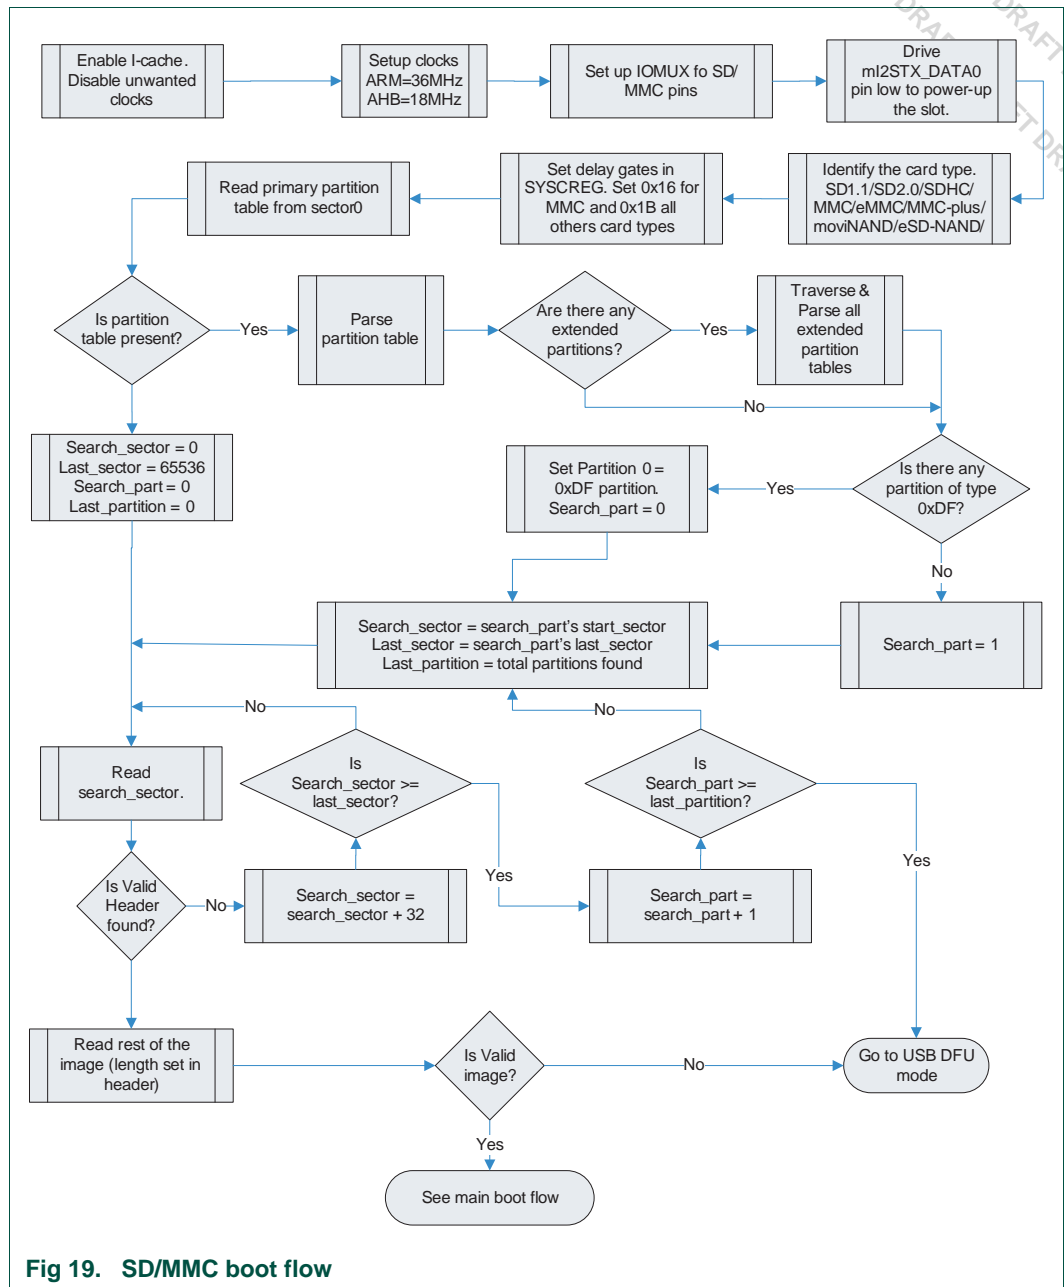 DRAFT
DRAFT
DRAFT DRAFT
Enable I-cache.
Disable unwanted
clocks
Setup clocks
ARM=36MHz
AHB=18MHz
Set up IOMUX fo SD/
MMC pins
Drive
mI2STX_DATA0
pin low to power-up
the slot.
Identify the card type.
SD1.1/SD2.0/SDHC/
MMC/eMMC/MMC-plus/
moviNAND/eSD-NAND/
Set delay gates in
SYSCREG. Set 0x16 for
MMC and 0x1B all
others card types
Read primary partition
table from sector0
Is partition
table present?
Yes
Parse
partition table
Are there any
extended
partitions?
Yes
Traverse &
Parse all
extended
partition
tables
No
Search_sector = 0
Last_sector = 65536
Search_part = 0
Last_partition = 0
Is there any
partition of type
0xDF?
Yes
Set Partition 0 =
0xDF partition.
Search_part = 0
No
Search_part = 1
Search_sector = search_part's start_sector
Last_sector = search_part's last_sector
Last_partition = total partitions found
No
No
Read
search_sector.
Is
Search_sector >=
last_sector?
Is
Search_part >=
last_partition?
Yes
Yes
Is Valid
Header
found?
No
Search_sector =
search_sector + 32
Search_part =
search_part + 1
Read rest of the
image (length set in
header)
Is Valid
image?
No
Go to USB DFU
mode
Yes
See main boot flow
Fig 19. SD/MMC boot flow